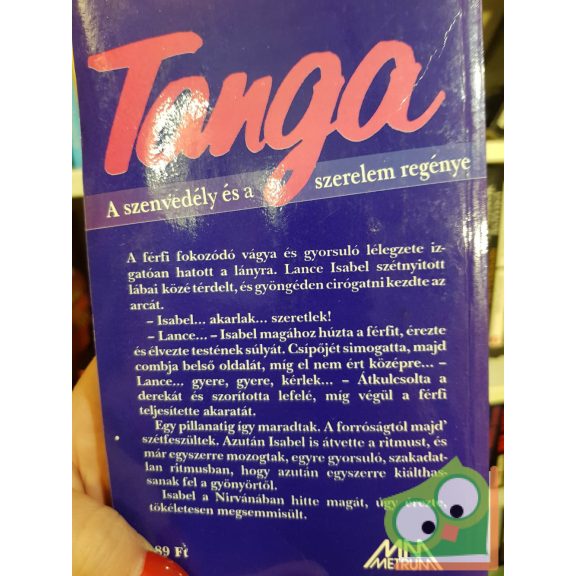 Tanga
A szenvedély és a szerelem regénye
A férfi fokozódó vágya és gyorsuló lélegzete iz-
gatóan hatott a lányra. Lance Isabel szétnyitott
lábai közé térdelt, és gyöngéden cirógatni kezdte az
arcát.
– Isabel... akarlak... szeretlek!
– Lance... – Isabel magához húzta a férfit, érezte
és élvezte testének súlyát. Csípőjét simogatta, majd
combja belső oldalát, míg el nem ért középre... –
Lance... gyere, gyere, kérlek... – Átkulcsolta a
derekát és szorította lefelé, míg végül a férfi
teljesítette akaratát.
Egy pillanatig így maradtak. A forróságtól majd'
szétfeszültek. Azután Isabel is átvette a ritmust, és
már egyszerre mozogtak, egyre gyorsuló, szakadat-
lan ritmusban, hogy azután egyszerre kiálthas-
sanak fel a gyönyörtől.
Isabel a Nirvánában hitte magát, úgy érezte,
tökéletesen megsemmisült.
89 Ft
METRUM